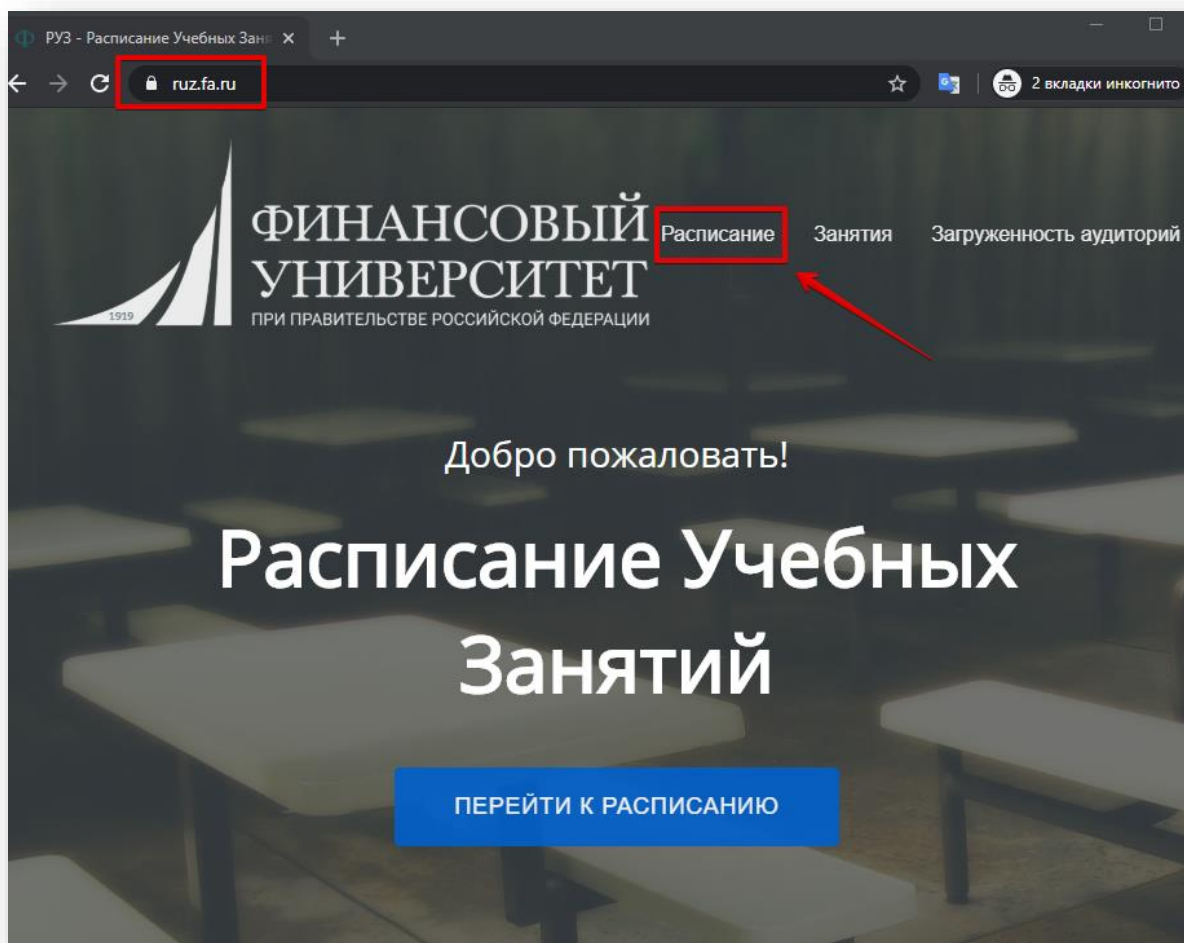 РУЗ - Расписание Учебных Заня
ruz.fa.ru
2 вкладки инкогнито
ФИНАНСОВЫЙ
УНИВЕРСИТЕТ
ПРИ ПРАВИТЕЛЬСТВЕ РОССИЙСКОЙ ФЕДЕРАЦИИ
1919
Расписание Занятия Загруженность аудиторий
Добро пожаловать!
Расписание Учебных
Занятий
ПЕРЕЙТИ К РАСПИСАНИЮ